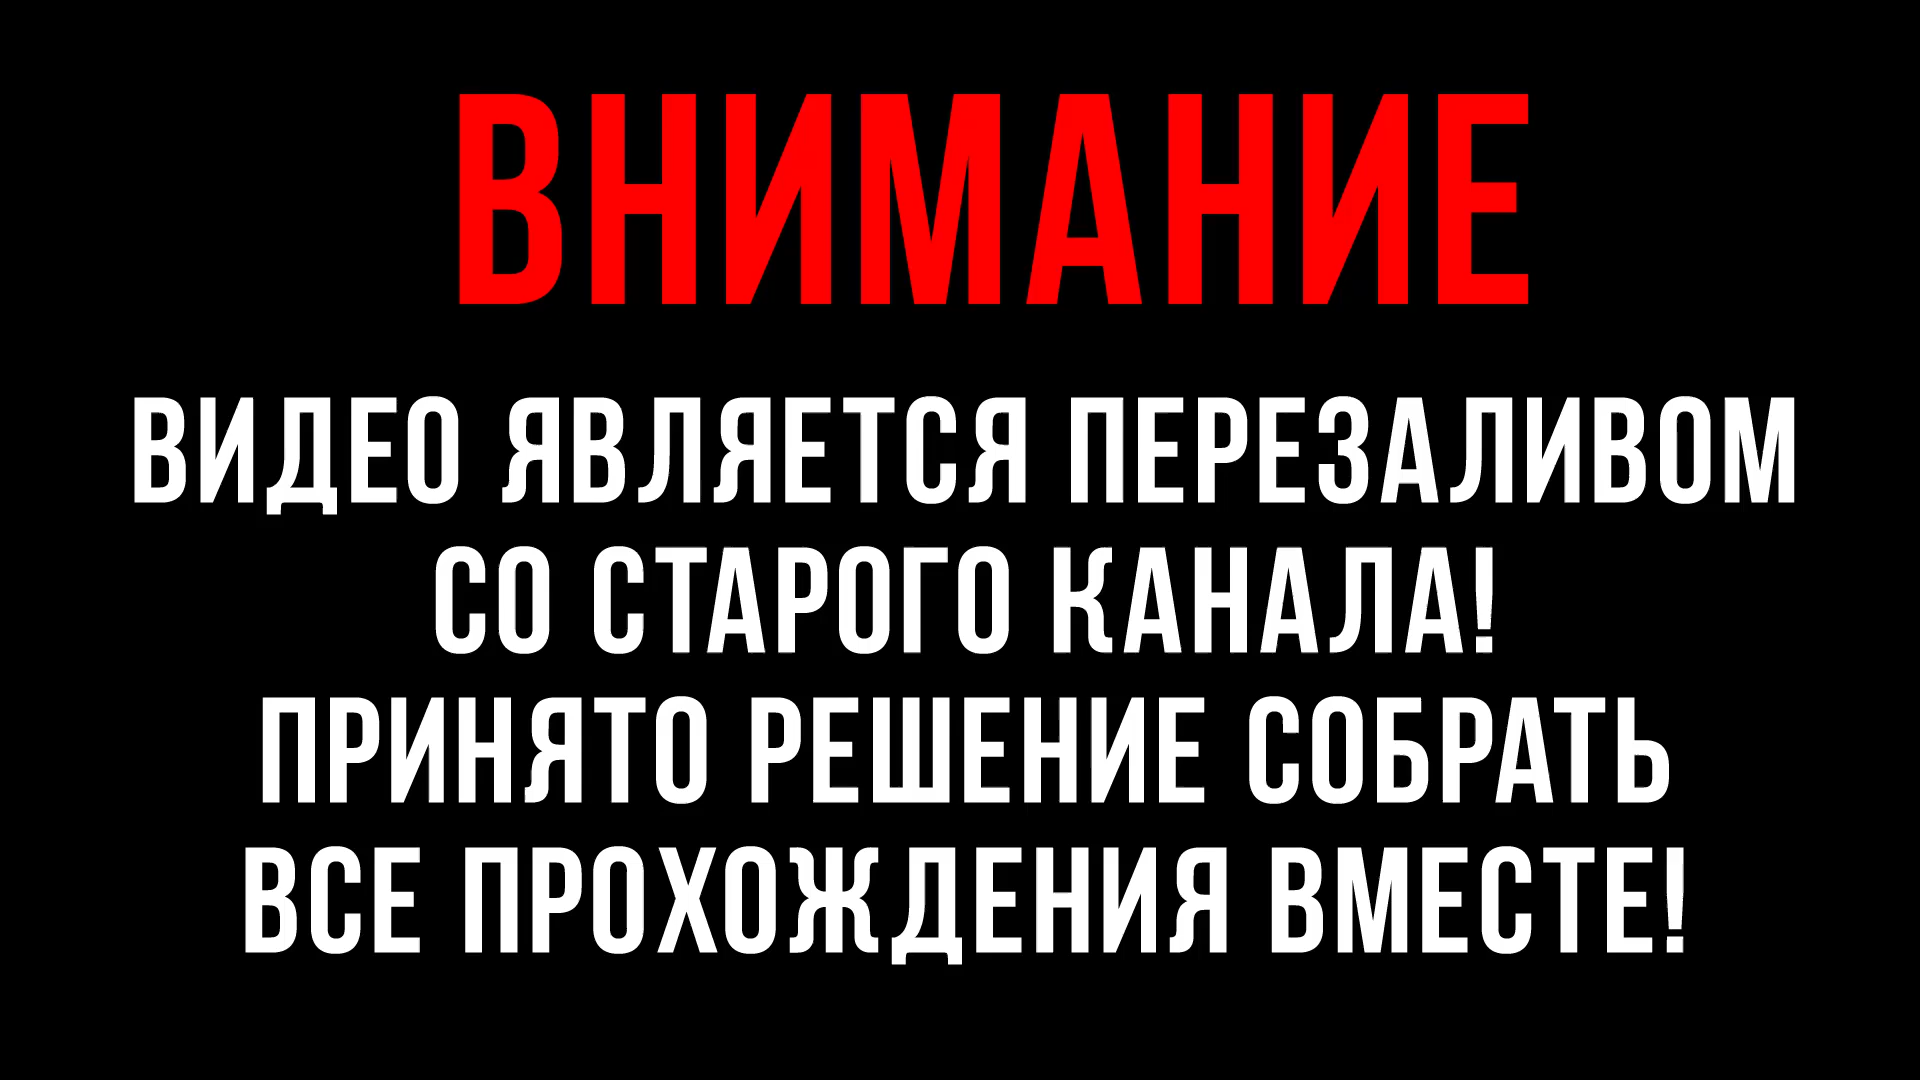 ВНИМАНИЕ
ВИДЕО ЯВЛЯЕТСЯ ПЕРЕЗАЛИВОМ
СО СТАРОГО КАНАЛА!
ПРИНЯТО РЕШЕНИЕ СОБРАТЬ
ВСЕ ПРОХОЖДЕНИЯ ВМЕСТЕ!